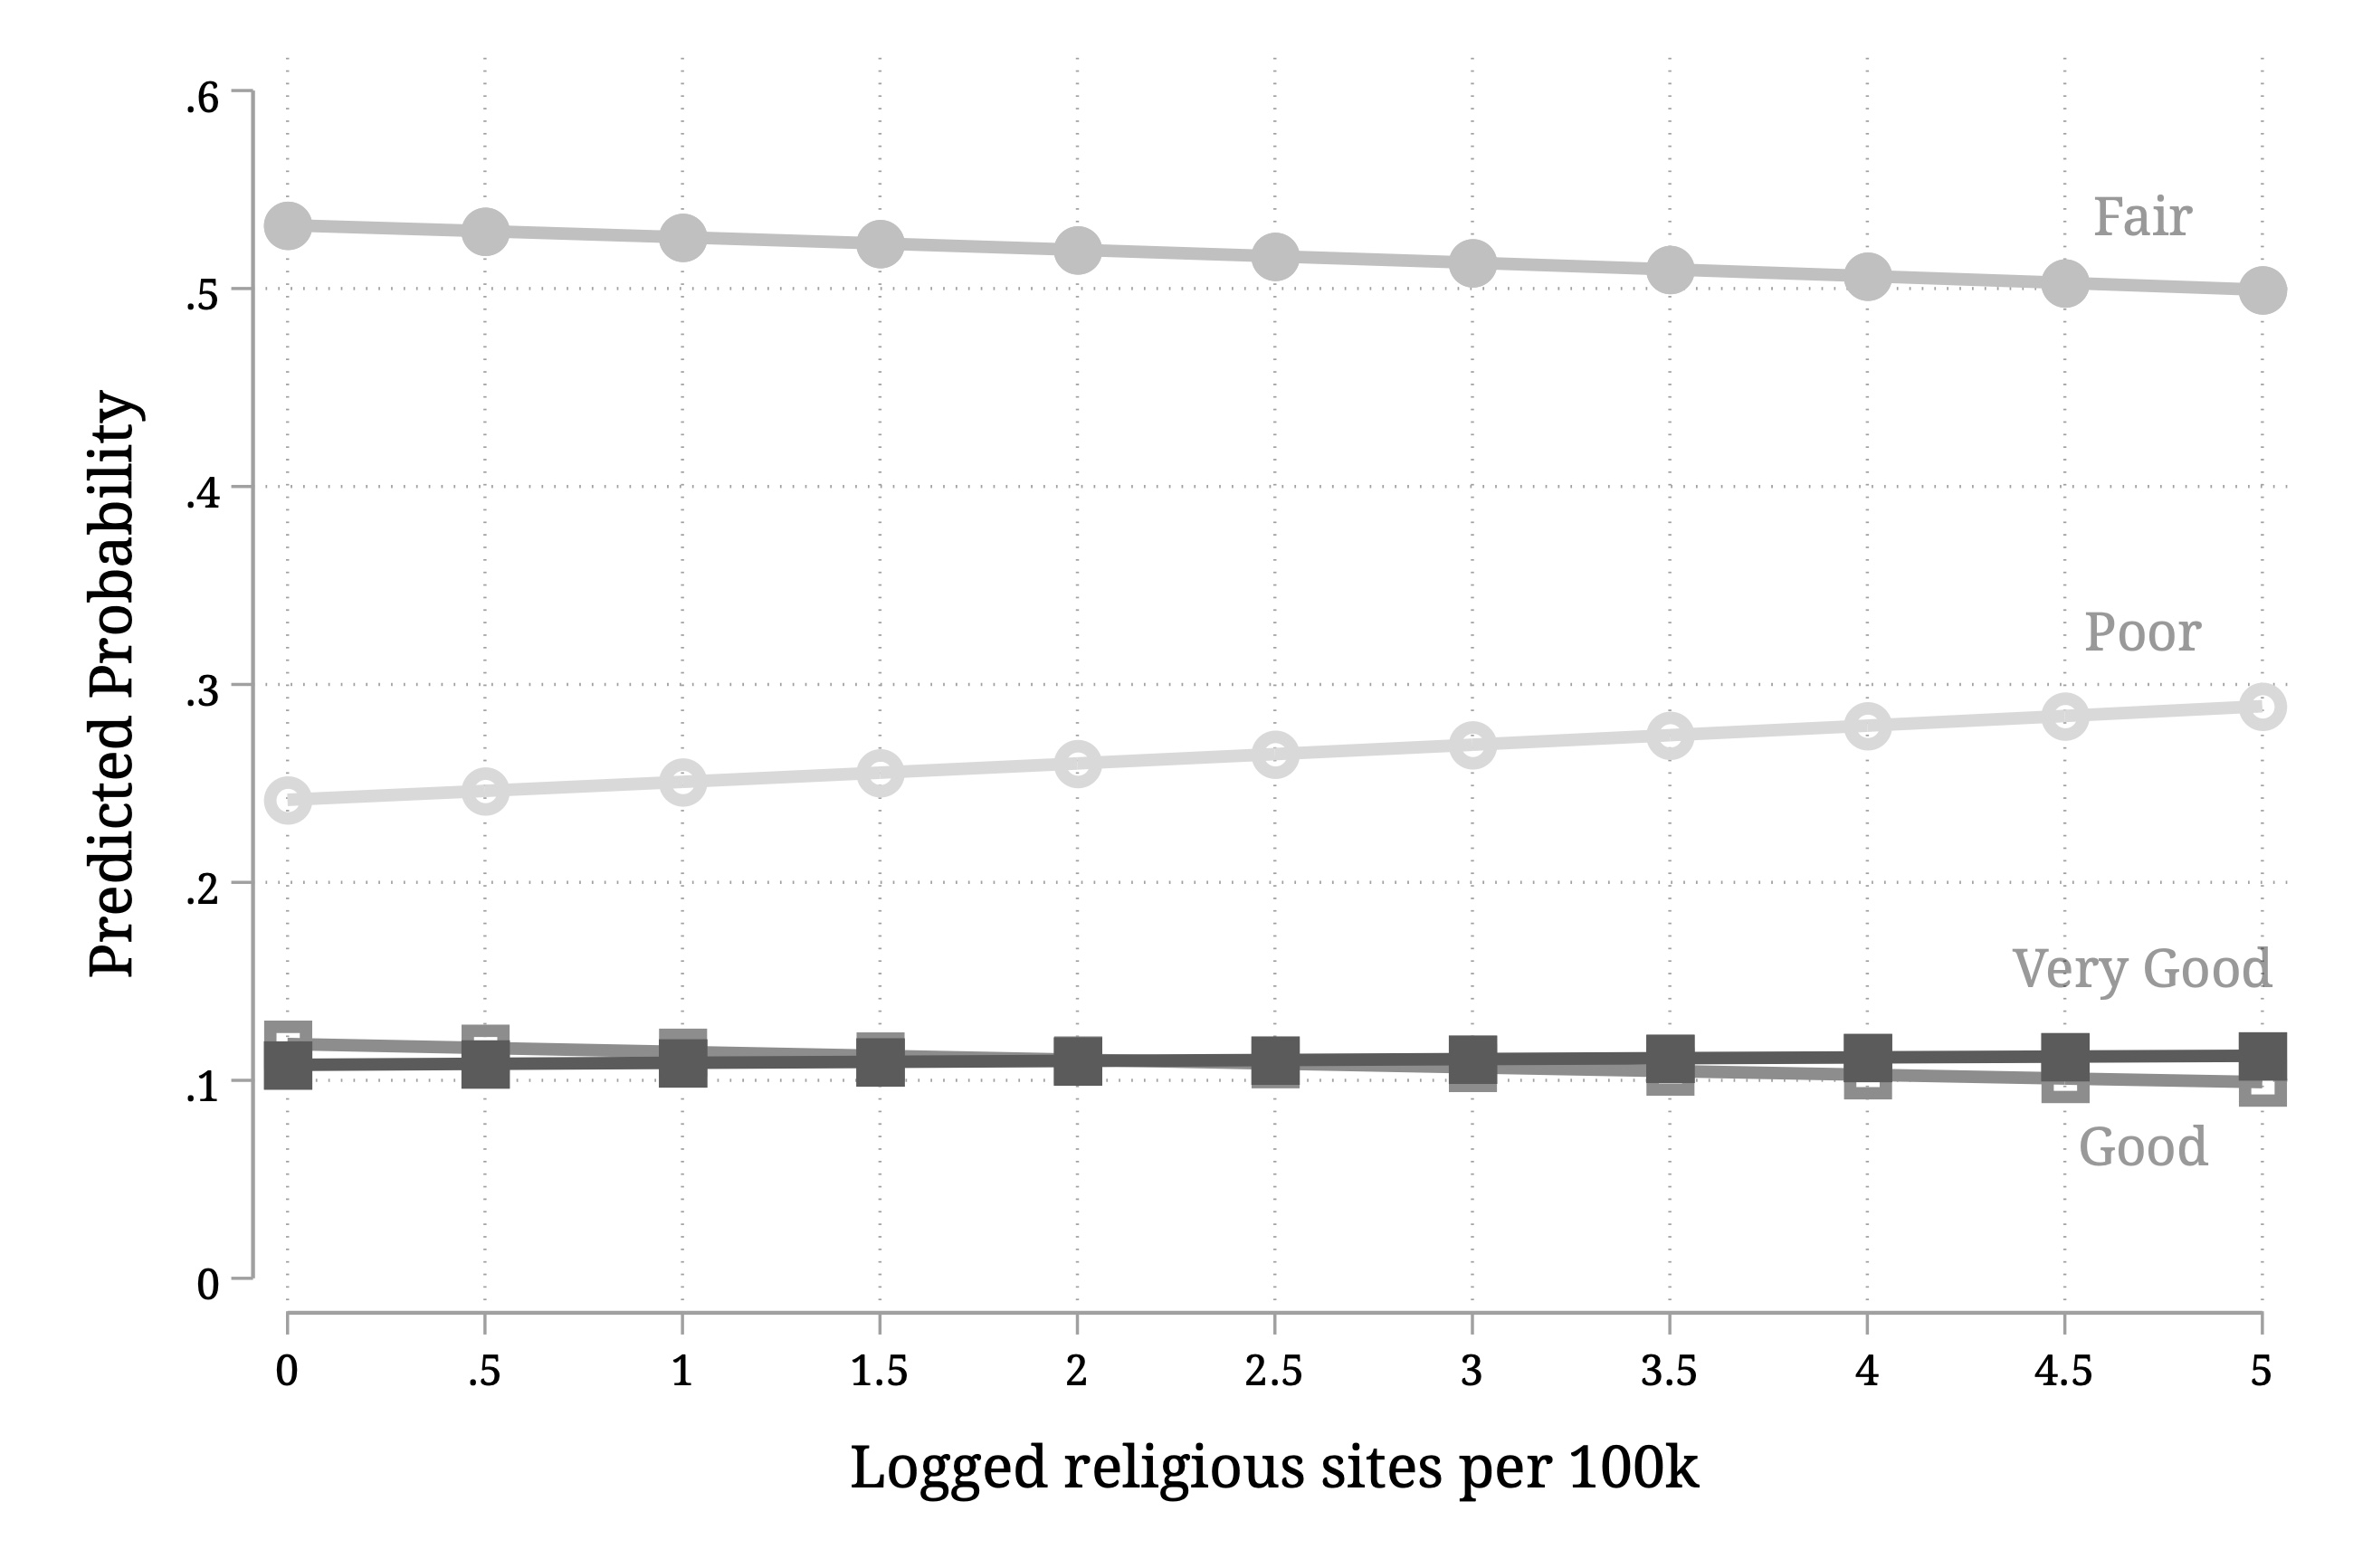 Predicted Probability
.6
.5
.4
.3
.2
.1
0
Fair
Poor
Very Good
Good
0 .5 1 1.5 2 2.5 3 3.5 4 4.5 5
Logged religious sites per 100k